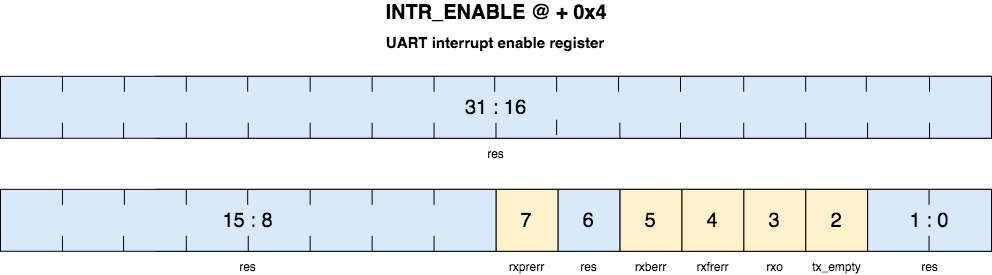 INTR_ENABLE @ + 0x4
UART interrupt enable register
31 : 16
res
15 : 8 7 6 5 4 3 2 1 : 0
res rxprerr res rxberr rxfrerr rxo tx_empty res